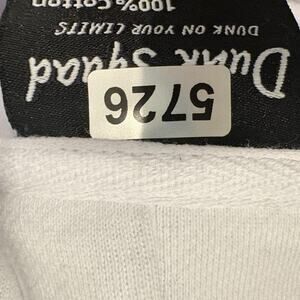 5726
Dunk Squad
DUNK ON YOUR LIMITS
100% Cotton